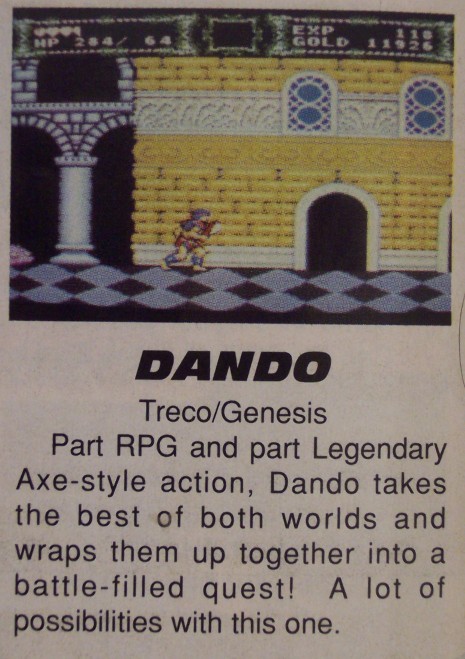 EXP 110
HP 284/ 64 GOLD 11926
DANDO
Treco/Genesis
Part RPG and part Legendary
Axe-style action, Dando takes
the best of both worlds and
wraps them up together into a
battle-filled quest! A lot of
possibilities with this one.